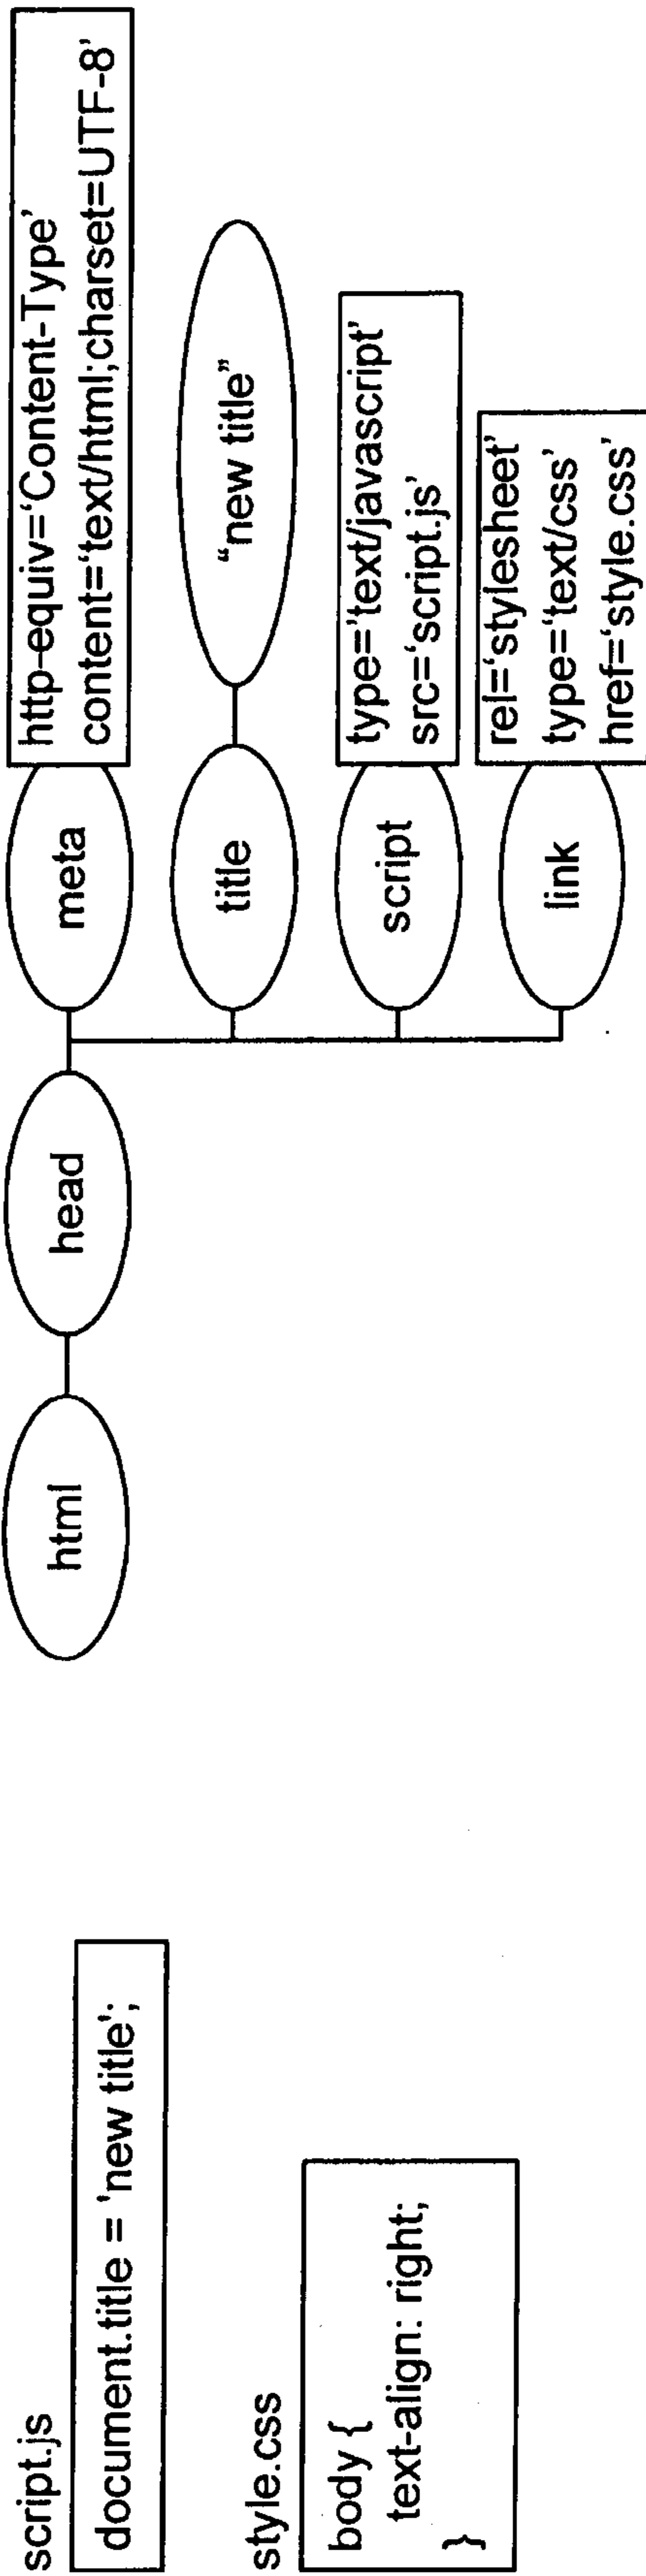 script.js
document.title = 'new title';
style.css
body {
text-align: right;
}
html
head
meta
http-equiv=‘Content-Type’
content=‘text/html;charset=UTF-8’
title
“new title”
script
type=‘text/javascript’
src=‘script.js’
link
rel=‘stylesheet’
type=‘text/css’
href=‘style.css’